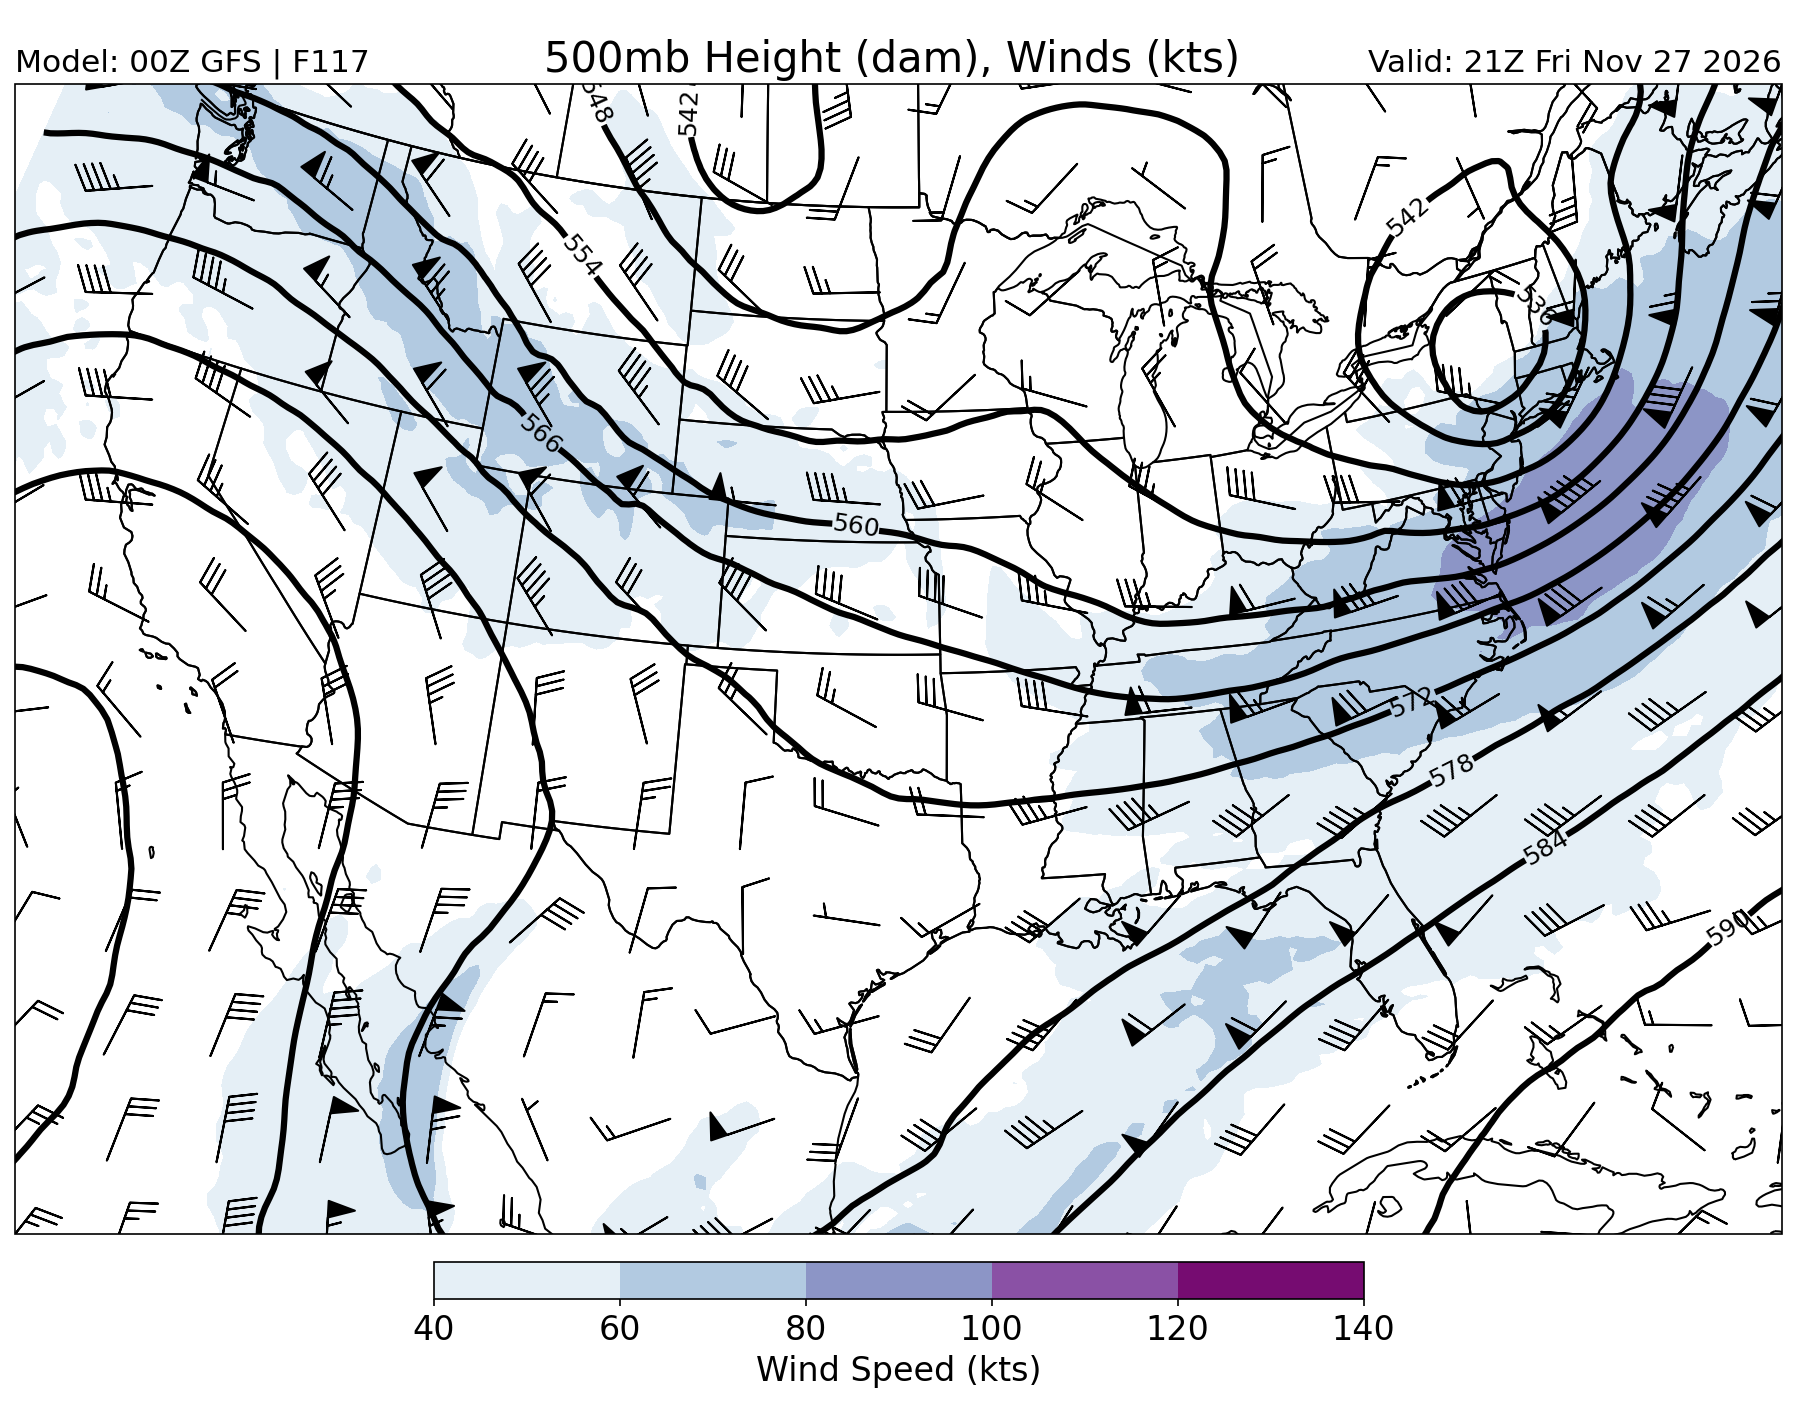 Model: 00Z GFS | F117
500mb Height (dam), Winds (kts)
Valid: 21Z Fri Nov 27 2026
548
542
542
554
536
566
560
572
578
584
590
40 60 80 100 120 140
Wind Speed (kts)